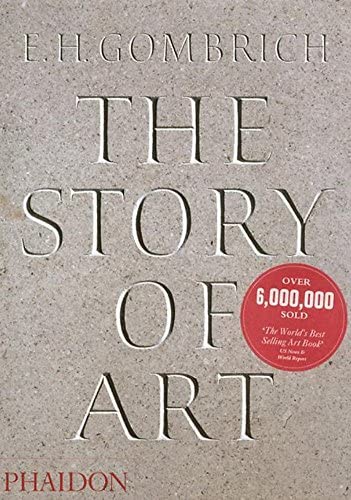 E.H.GOMBRICH
THE
STORY
OF
ART
OVER
6,000,000
SOLD
'The World's Best
Selling Art Book'
US News &
World Report
PHAIDON